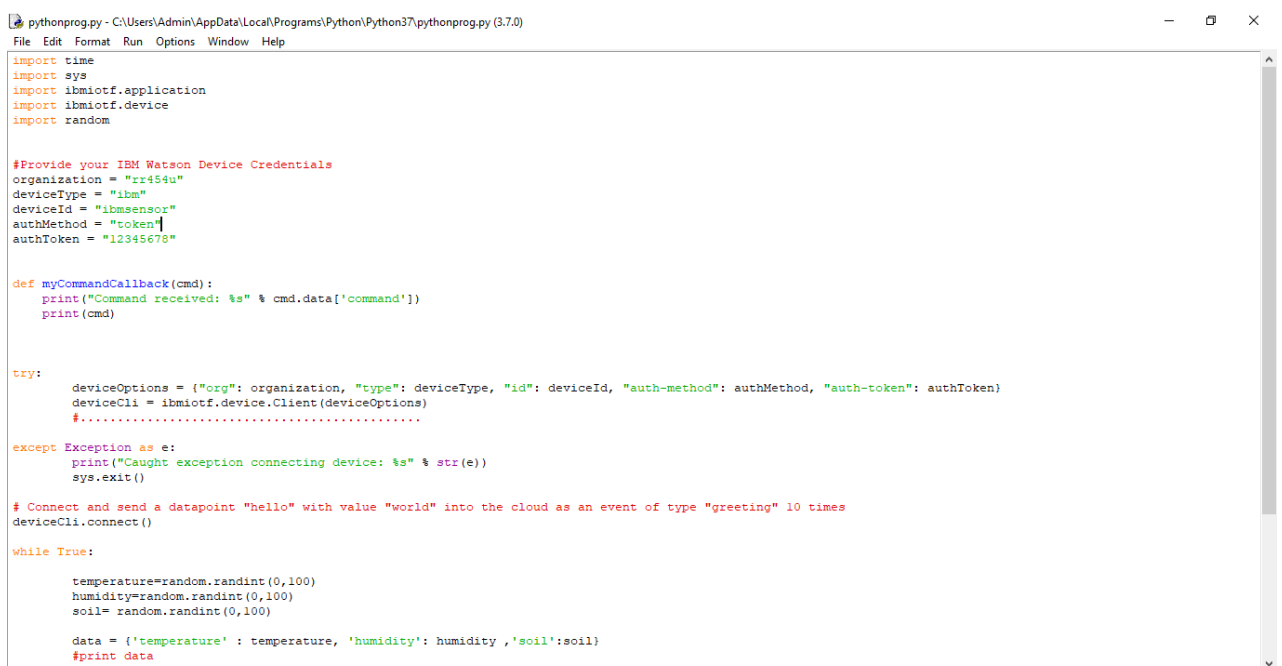 pythonprog.py - C:\Users\Admin\AppData\Local\Programs\Python\Python37\pythonprog.py (3.7.0)
File Edit Format Run Options Window Help
import time
import sys
import ibmiotf.application
import ibmiotf.device
import random
#Provide your IBM Watson Device Credentials
organization = "rr454u"
deviceType = "ibm"
deviceId = "ibmsensor"
authMethod = "token"
authToken = "12345678"
def myCommandCallback(cmd):
    print("Command received: %s" % cmd.data['command'])
    print(cmd)
try:
        deviceOptions = {"org": organization, "type": deviceType, "id": deviceId, "auth-method": authMethod, "auth-token": authToken}
        deviceCli = ibmiotf.device.Client(deviceOptions)
        #..............................................
except Exception as e:
        print("Caught exception connecting device: %s" % str(e))
        sys.exit()
# Connect and send a datapoint "hello" with value "world" into the cloud as an event of type "greeting" 10 times
deviceCli.connect()
while True:
        temperature=random.randint(0,100)
        humidity=random.randint(0,100)
        soil= random.randint(0,100)
        data = {'temperature' : temperature, 'humidity': humidity ,'soil':soil}
        #print data